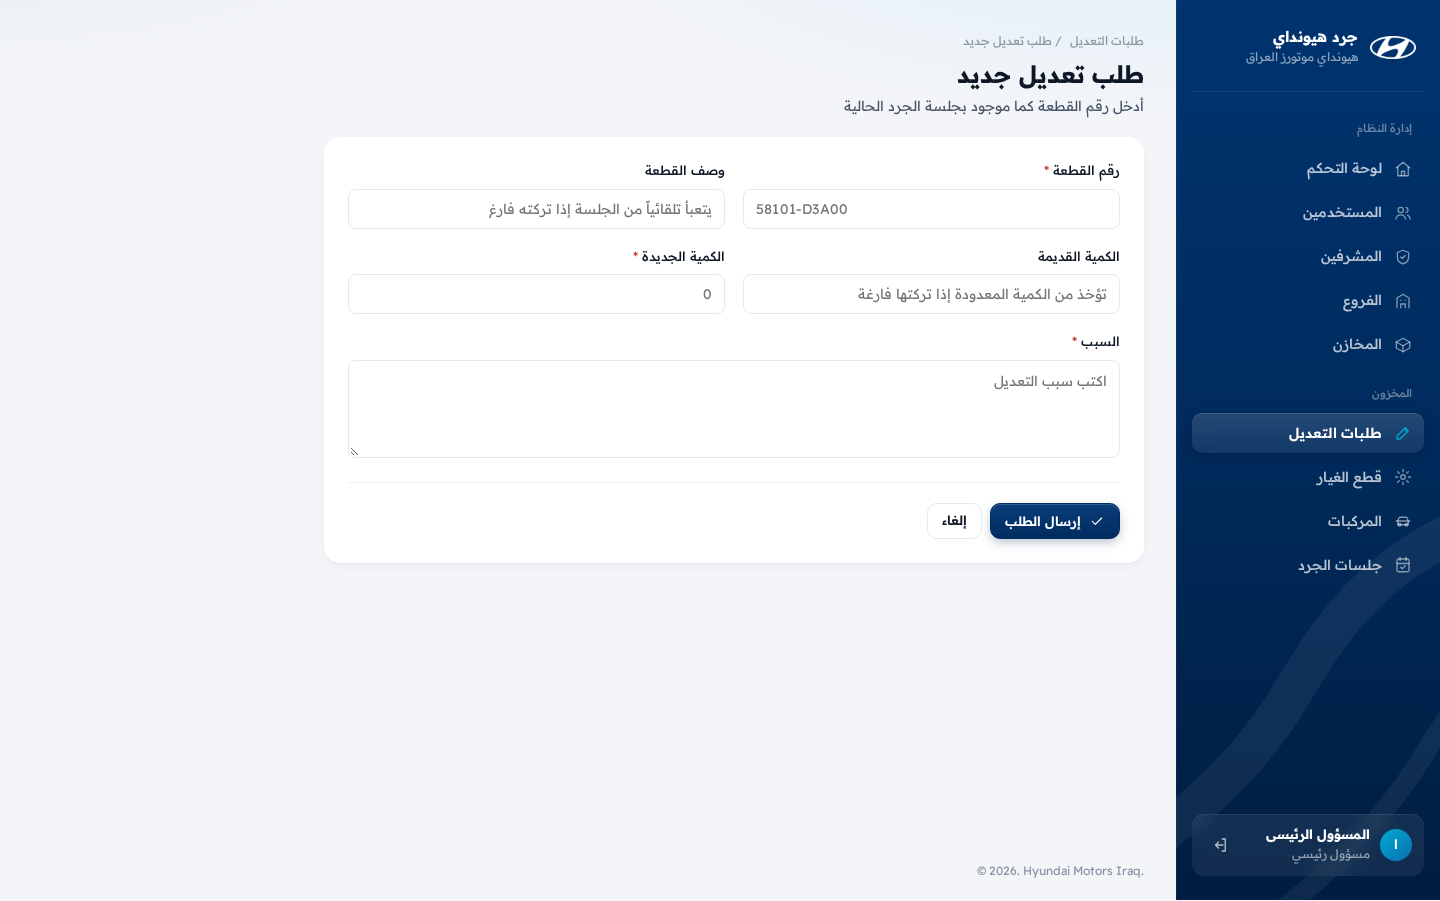 جرد هيونداي
هيونداي موتورز العراق
إدارة النظام
لوحة التحكم
المستخدمين
المشرفين
الفروع
المخازن
المخزون
طلبات التعديل
قطع الغيار
المركبات
جلسات الجرد
المسؤول الرئيسي
مسؤول رئيسي
ا
طلبات التعديل / طلب تعديل جديد
طلب تعديل جديد
أدخل رقم القطعة كما موجود بجلسة الجرد الحالية
رقم القطعة *
وصف القطعة
58101-D3A00
يتعبأ تلقائياً من الجلسة إذا تركته فارغ
الكمية القديمة
الكمية الجديدة *
تؤخذ من الكمية المعدودة إذا تركتها فارغة
0
السبب *
اكتب سبب التعديل
إرسال الطلب
إلغاء
© 2026. Hyundai Motors Iraq.